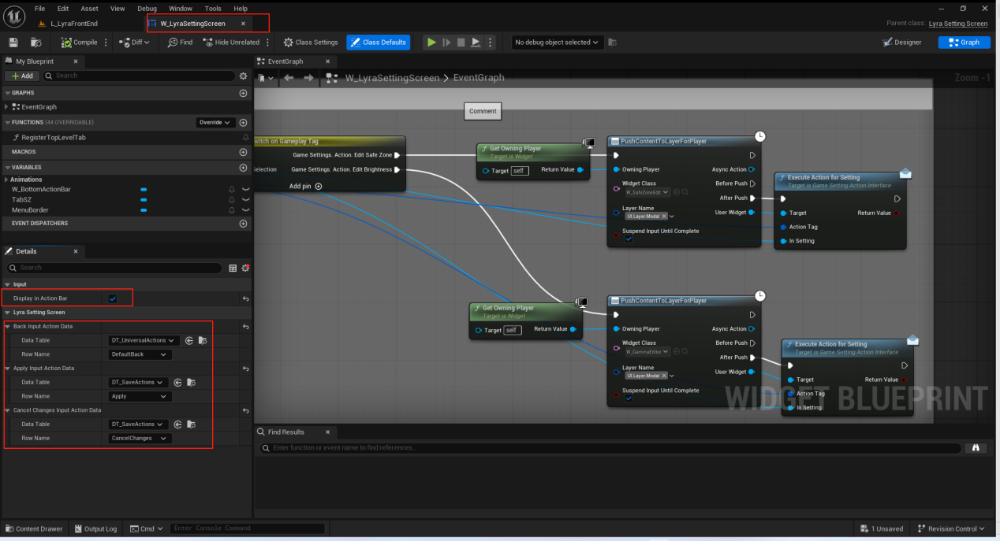 File Edit Asset View Debug Window Tools Help
L_LyraFrontEnd
W_LyraSettingScreen
Parent class: Lyra Setting Screen
Compile
Diff
Find
Hide Unrelated
Class Settings
Class Defaults
No debug object selected
Designer
Graph
My Blueprint
Add
Search
GRAPHS
EventGraph
FUNCTIONS (44 OVERRIDABLE)
Override
RegisterTopLevelTab
MACROS
VARIABLES
Animations
W_BottomActionBar
TabSZ
MenuBorder
EVENT DISPATCHERS
Details
Search
Input
Display in Action Bar
Lyra Setting Screen
Back Input Action Data
Data Table DT_UniversalActions
Row Name DefaultBack
Apply Input Action Data
Data Table DT_SaveActions
Row Name Apply
Cancel Changes Input Action Data
Data Table DT_SaveActions
Row Name CancelChanges
EventGraph
W_LyraSettingScreen > EventGraph
Zoom -1
Comment
witch on Gameplay Tag
Game Settings. Action. Edit Safe Zone
Selection Game Settings. Action. Edit Brightness
Add pin
Get Owning Player
Target is Widget
Target self Return Value
PushContentToLayerForPlayer
Owning Player Async Action
Widget Class Before Push
W_SafeZoneEdit
After Push
Layer Name
User Widget
UI.Layer.Modal
Suspend Input Until Complete
Execute Action for Setting
Target is Game Setting Action Interface
Target Return Value
Action Tag
In Setting
Get Owning Player
Target is Widget
Target self Return Value
PushContentToLayerForPlayer
Owning Player Async Action
Widget Class Before Push
W_GammaEditor
After Push
Layer Name
User Widget
UI.Layer.Modal
Suspend Input Until Complete
Execute Action for Setting
Target is Game Setting Action Interface
Target Return Value
Action Tag
In Setting
WIDGET BLUEPRINT
Find Results
Enter function or event name to find references...
Content Drawer
Output Log
Cmd
Enter Console Command
1 Unsaved
Revision Control